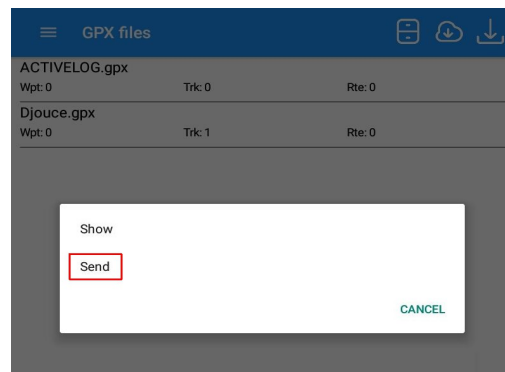 GPX files
ACTIVELOG.gpx
Wpt: 0 Trk: 0 Rte: 0
Djouce.gpx
Wpt: 0 Trk: 1 Rte: 0
Show
Send
CANCEL